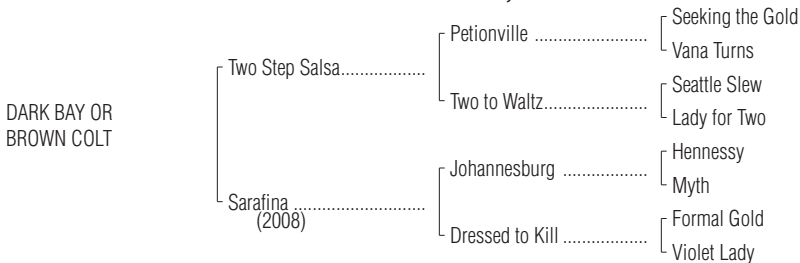 Seeking the Gold
Petionville ........................
Vana Turns
Two Step Salsa..................
Seattle Slew
Two to Waltz......................
Lady for Two
DARK BAY OR
BROWN COLT
Hennessy
Johannesburg ..................
Myth
Sarafina ............................
(2008)
Formal Gold
Dressed to Kill ..................
Violet Lady